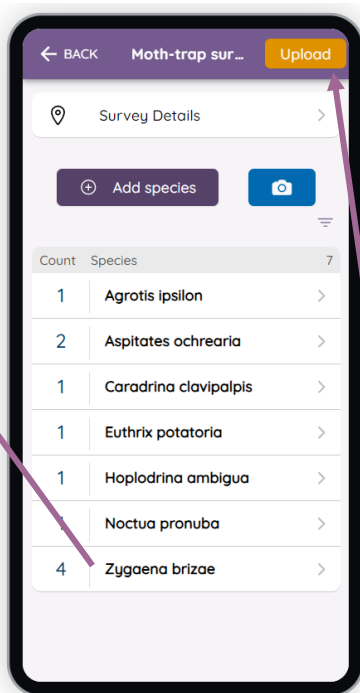 ← BACK Moth-trap sur... Upload
Survey Details
Add species
Count Species 7
1 Agrotis ipsilon
2 Aspitates ochrearia
1 Caradrina clavipalpis
1 Euthrix potatoria
1 Hoplodrina ambigua
Noctua pronuba
4 Zygaena brizae